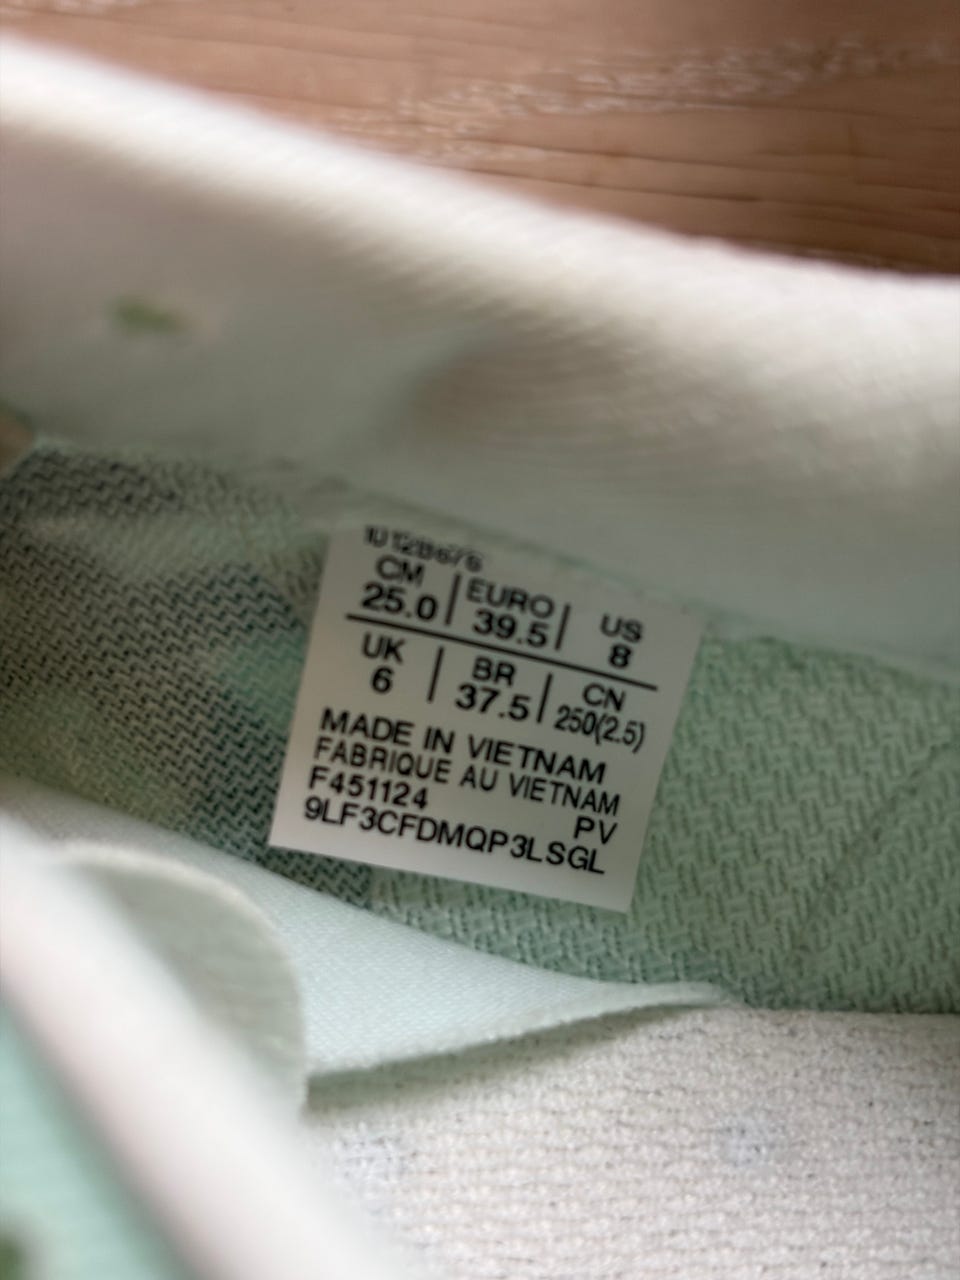 CM | EURO | US
25.0 | 39.5 | 8
UK | BR | CN
6 | 37.5 | 250(2.5)
MADE IN VIETNAM
FABRIQUE AU VIETNAM
F451124 PV
9LF3CFDMQP3LSGL